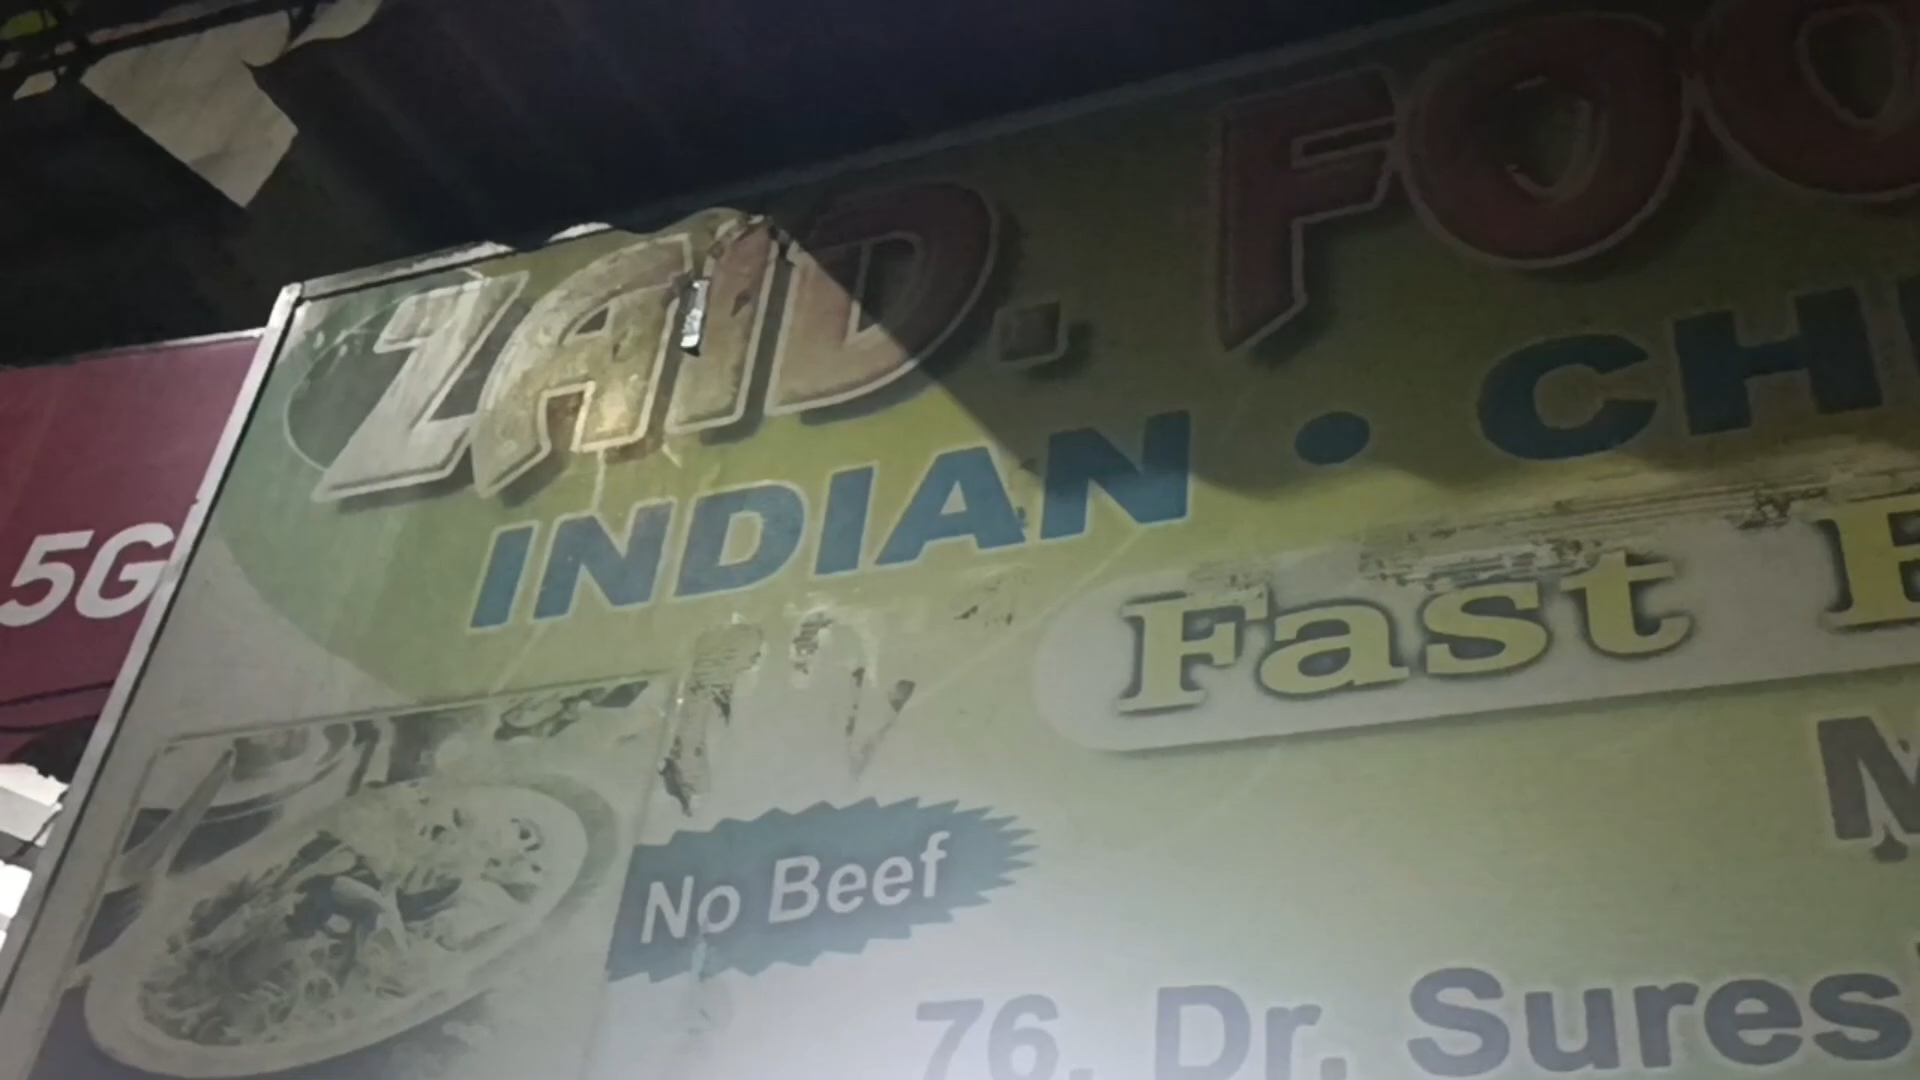 ZAID. FOO
INDIAN • CH
Fast F
5G
No Beef
76, Dr. Sures